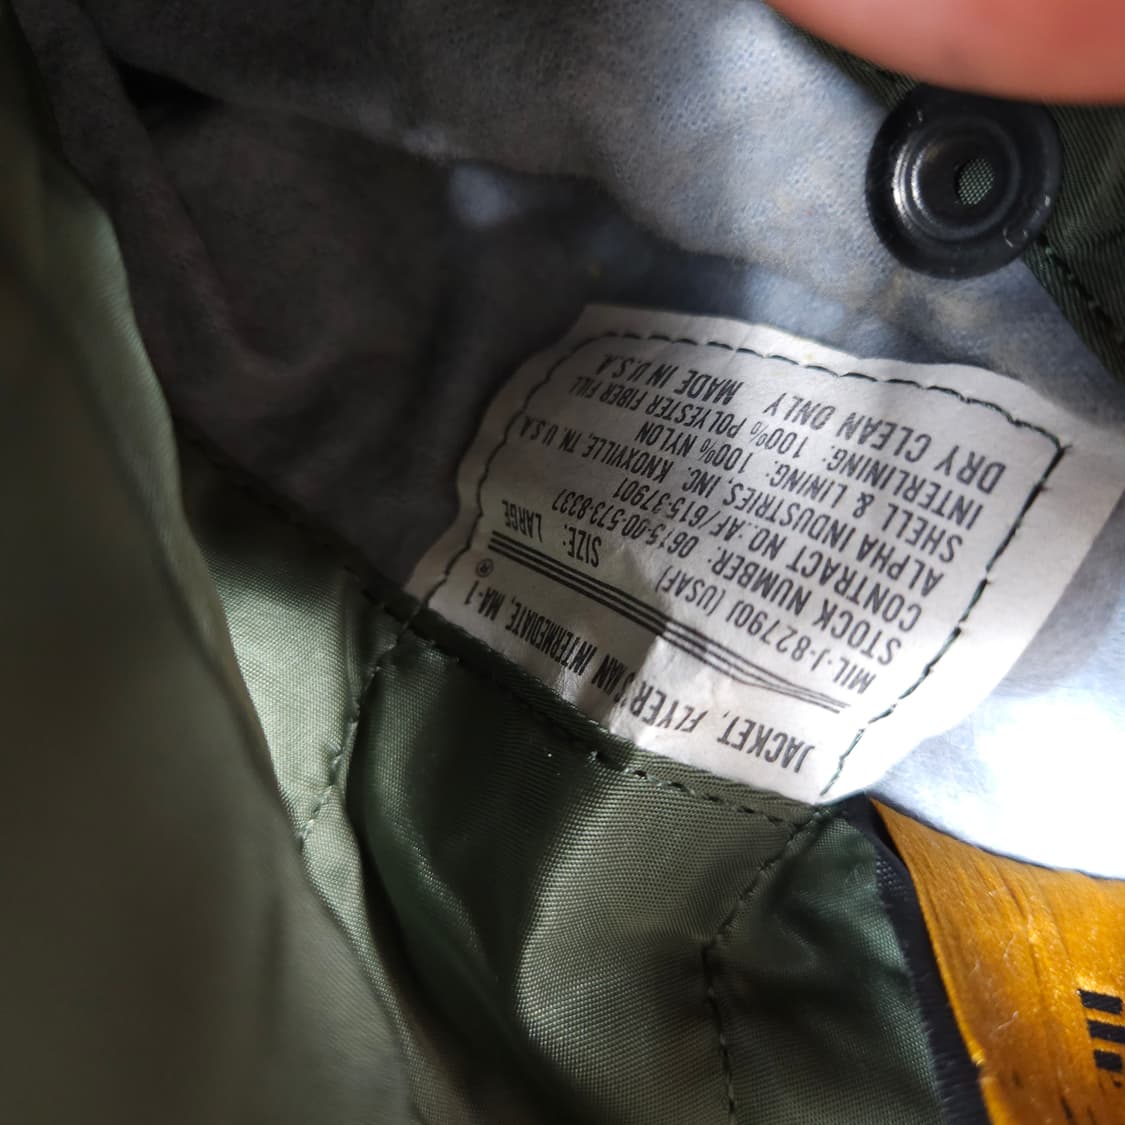 JACKET, FLYER'S MAN INTERMEDIATE, MA-1®
MIL-J-82790J (USAF) SIZE: LARGE
STOCK NUMBER: 0675-00-573-8337
CONTRACT NO.:AF/615-37901
ALPHA INDUSTRIES, INC. KNOXVILLE, TN. U.S.A.
SHELL & LINING: 100% NYLON
INTERLINING: 100% POLYESTER FIBER FILL
DRY CLEAN ONLY MADE IN U.S.A.